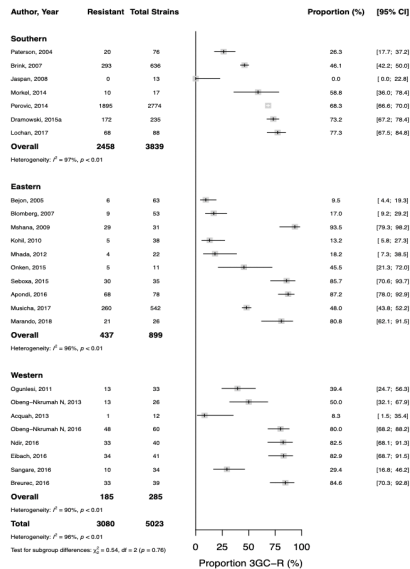 Author, Year Resistant Total Strains Proportion (%) [95% CI]
Southern
Paterson, 2004 20 76 26.3 [17.7; 37.2]
Brink, 2007 293 636 46.1 [42.2; 50.0]
Jaspan, 2008 0 13 0.0 [ 0.0; 22.8]
Morkel, 2014 10 17 58.8 [36.0; 78.4]
Perovic, 2014 1895 2774 68.3 [66.6; 70.0]
Dramowski, 2015a 172 235 73.2 [67.2; 78.4]
Lochan, 2017 68 88 77.3 [67.5; 84.8]
Overall 2458 3839
Heterogeneity: I² = 97%, p < 0.01
Eastern
Bejon, 2005 6 63 9.5 [ 4.4; 19.3]
Blomberg, 2007 9 53 17.0 [ 9.2; 29.2]
Mshana, 2009 29 31 93.5 [79.3; 98.2]
Kohil, 2010 5 38 13.2 [ 5.8; 27.3]
Mhada, 2012 4 22 18.2 [ 7.3; 38.5]
Onken, 2015 5 11 45.5 [21.3; 72.0]
Seboxa, 2015 30 35 85.7 [70.6; 93.7]
Apondi, 2016 68 78 87.2 [78.0; 92.9]
Musicha, 2017 260 542 48.0 [43.8; 52.2]
Marando, 2018 21 26 80.8 [62.1; 91.5]
Overall 437 899
Heterogeneity: I² = 96%, p < 0.01
Western
Ogunlesi, 2011 13 33 39.4 [24.7; 56.3]
Obeng-Nkrumah N, 2013 13 26 50.0 [32.1; 67.9]
Acquah, 2013 1 12 8.3 [ 1.5; 35.4]
Obeng-Nkrumah N, 2016 48 60 80.0 [68.2; 88.2]
Ndir, 2016 33 40 82.5 [68.1; 91.3]
Eibach, 2016 34 41 82.9 [68.7; 91.5]
Sangare, 2016 10 34 29.4 [16.8; 46.2]
Breurec, 2016 33 39 84.6 [70.3; 92.8]
Overall 185 285
Heterogeneity: I² = 90%, p < 0.01
Total 3080 5023
Heterogeneity: I² = 96%, p < 0.01
Test for subgroup differences: = 0.54, df = 2 (p = 0.76)
0 25 50 75 100
Proportion 3GC−R (%)